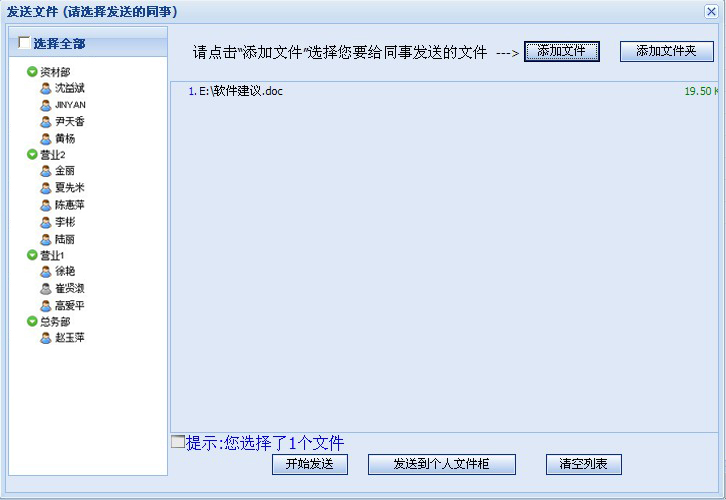 发送文件 (请选择发送的同事)
选择全部
资材部
沈益斌
JINYAN
尹天香
黄杨
营业2
金丽
夏先米
陈惠萍
李彬
陆丽
营业1
徐艳
崔贤淑
高爱平
总务部
赵玉萍
请点击“添加文件”选择您要给同事发送的文件 ---> 添加文件 添加文件夹
1. E:\软件建议.doc 19.50 K
提示:您选择了1个文件
开始发送 发送到个人文件柜 清空列表